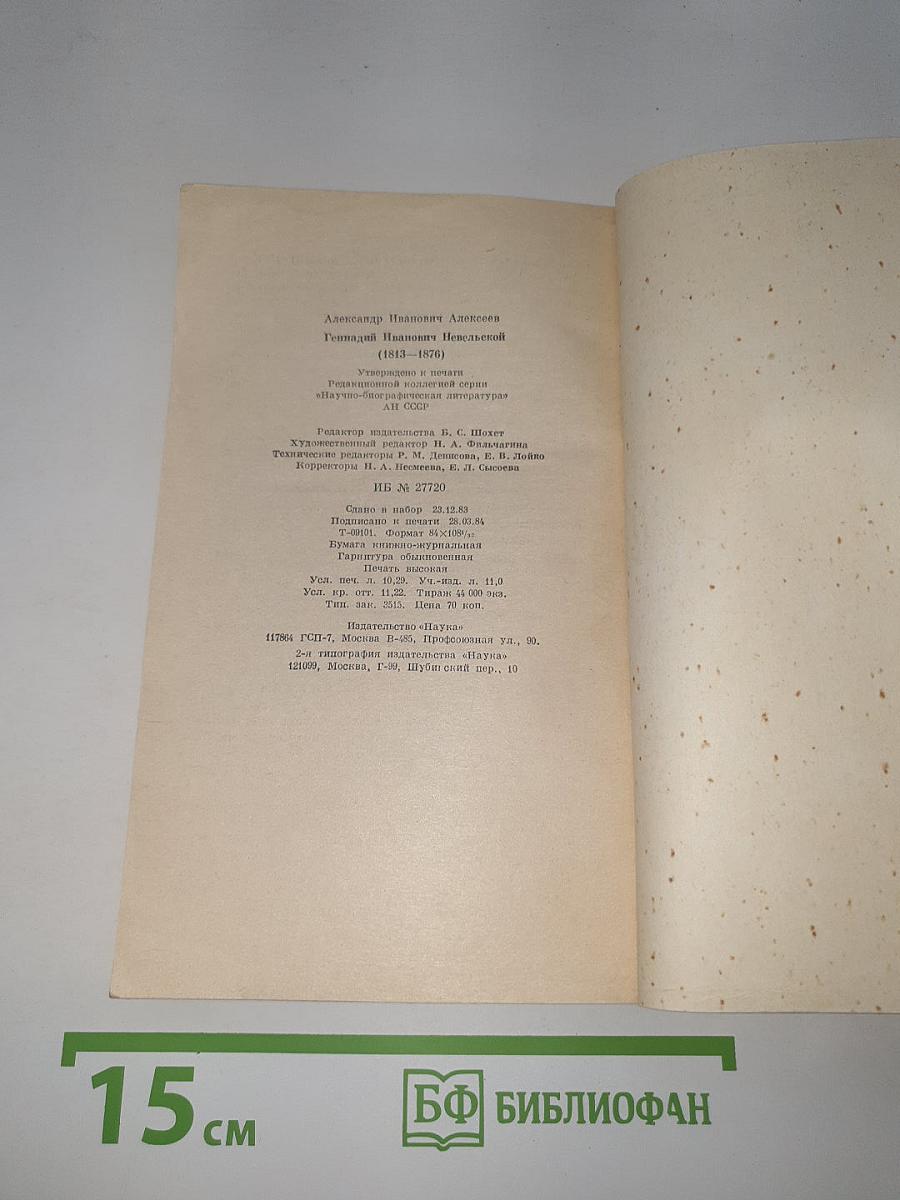 Александр Иванович Алексеев
Геннадий Иванович Невельской
(1813—1876)
Утверждено к печати
Редакционной коллегией серии
«Научно-биографическая литература»
АН СССР
Редактор издательства Б. С. Шохет
Художественный редактор Н. А. Фильчагина
Технические редакторы Р. М. Денисова, Е. В. Лойко
Корректоры Н. А. Несмеева, Е. Л. Сысоева
ИБ № 27720
Сдано в набор 23.12.83
Подписано к печати 28.03.84
Т-09101. Формат 84×108¹/₃₂
Бумага книжно-журнальная
Гарнитура обыкновенная
Печать высокая
Усл. печ. л. 10,29. Уч.-изд. л. 11,0
Усл. кр. отт. 11,22. Тираж 44 000 экз.
Тип. зак. 3515. Цена 70 коп.
Издательство «Наука»
117864 ГСП-7, Москва В-485, Профсоюзная ул., 90.
2-я типография издательства «Наука»
121099, Москва, Г-99, Шубинский пер., 10
15 см
БФ БИБЛИОФАН